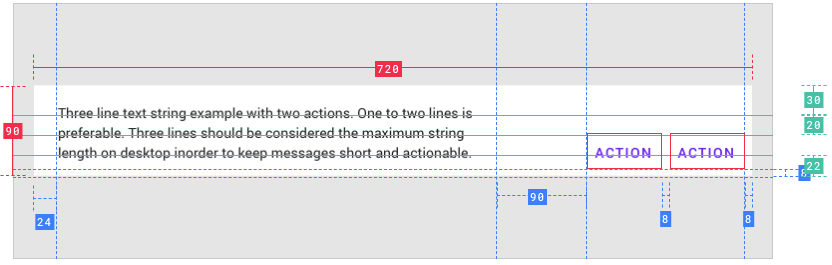 720
30
Three line text string example with two actions. One to two lines is
20
90
preferable. Three lines should be considered the maximum string
length on desktop inorder to keep messages short and actionable.
ACTION ACTION
22
8
24
90
8
8